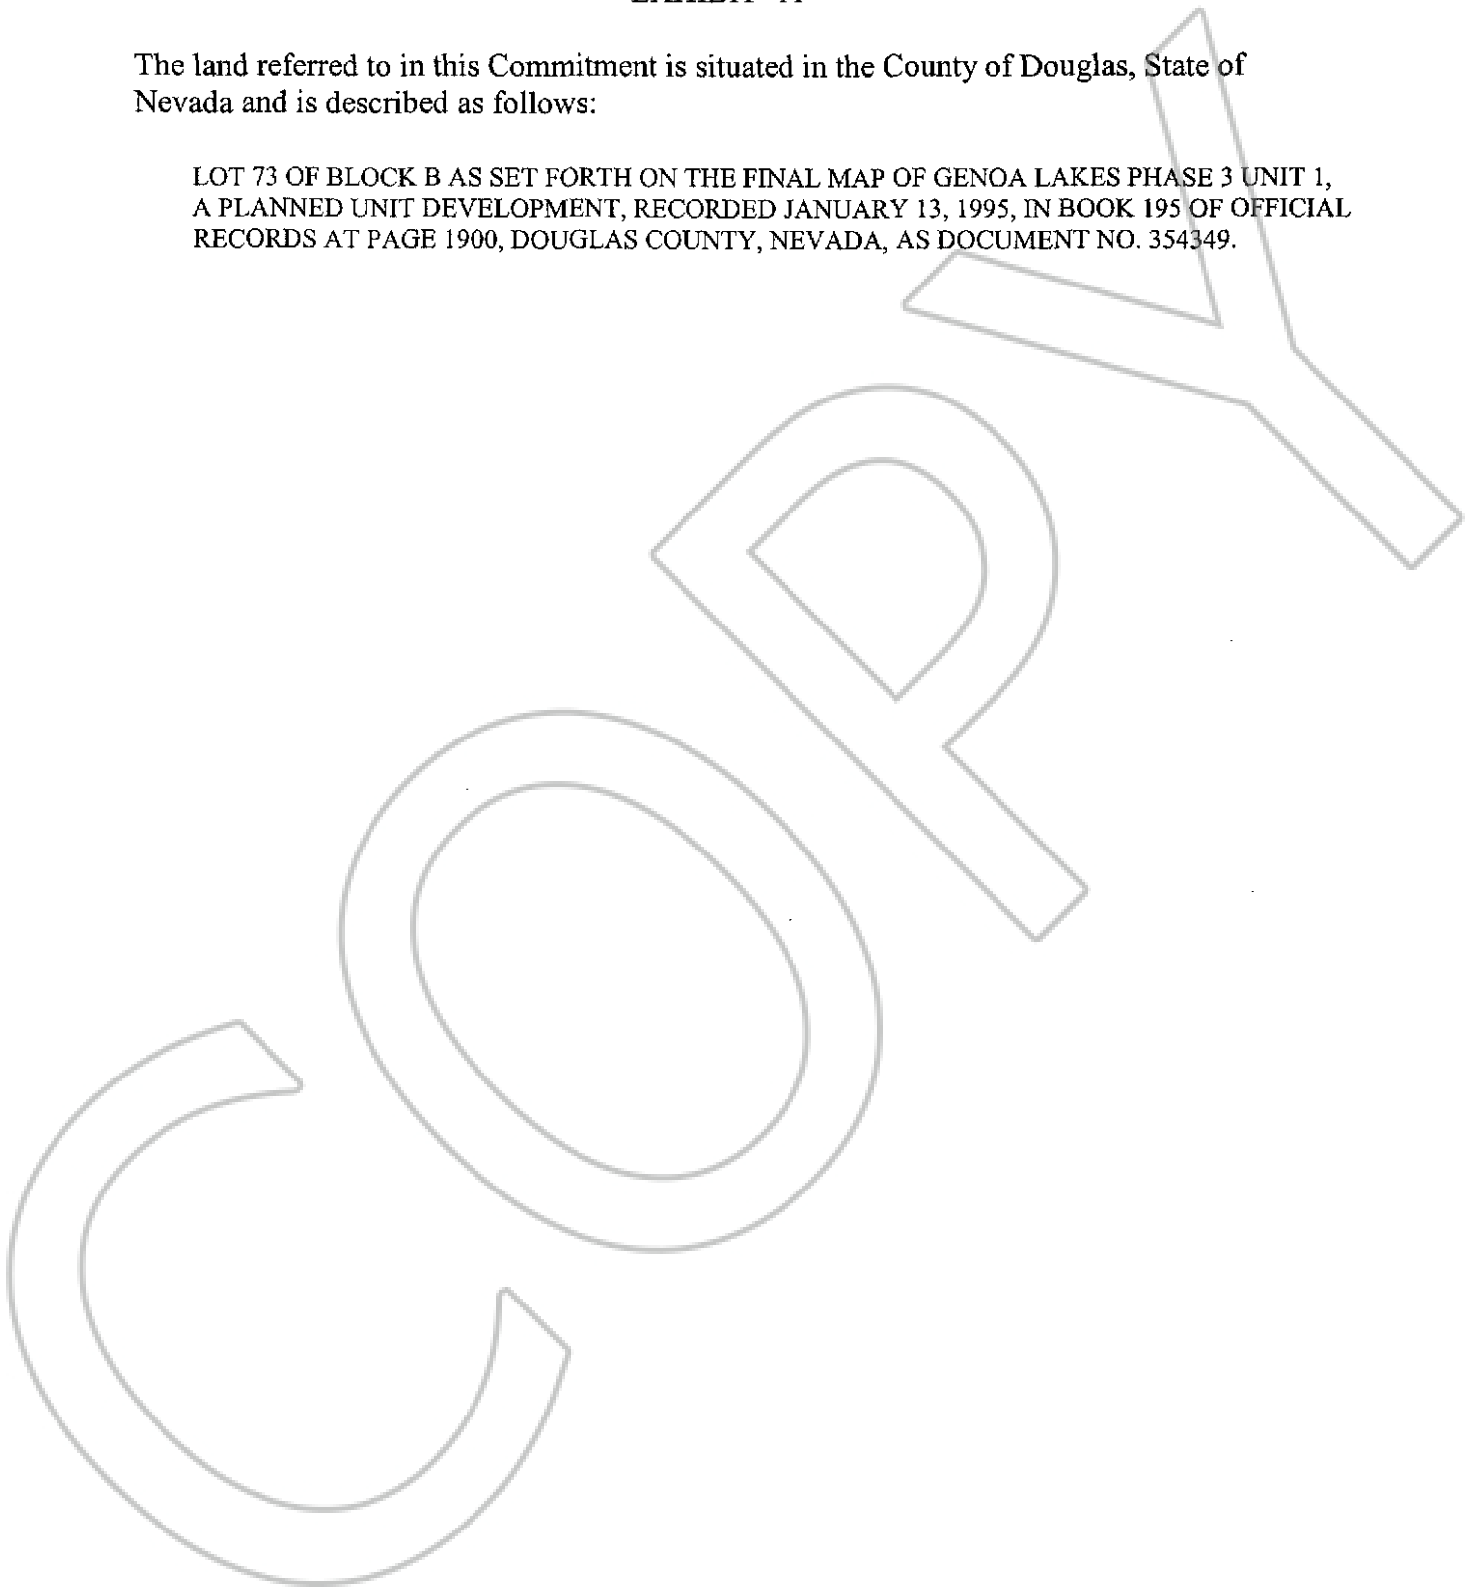 The land referred to in this Commitment is situated in the County of Douglas, State of
Nevada and is described as follows:
LOT 73 OF BLOCK B AS SET FORTH ON THE FINAL MAP OF GENOA LAKES PHASE 3 UNIT 1,
A PLANNED UNIT DEVELOPMENT, RECORDED JANUARY 13, 1995, IN BOOK 195 OF OFFICIAL
RECORDS AT PAGE 1900, DOUGLAS COUNTY, NEVADA, AS DOCUMENT NO. 354349.
COPY